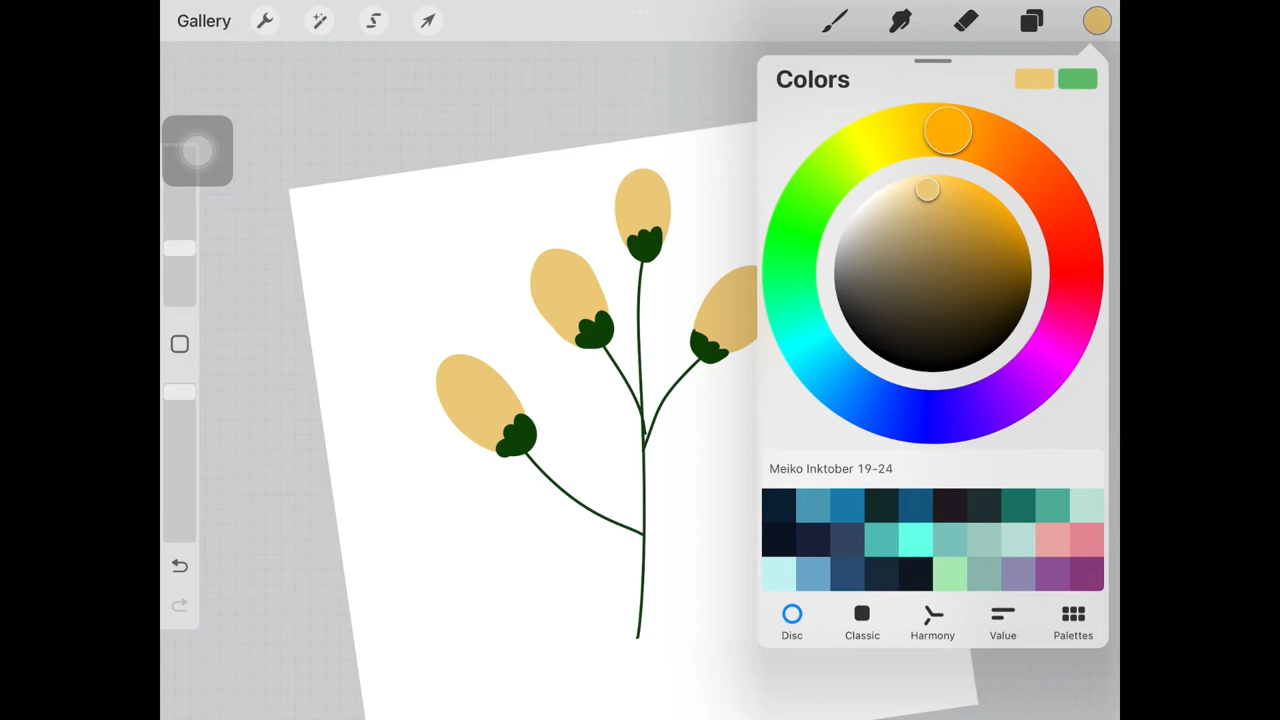 Gallery
Colors
Meiko Inktober 19-24
Disc
Classic
Harmony
Value
Palettes